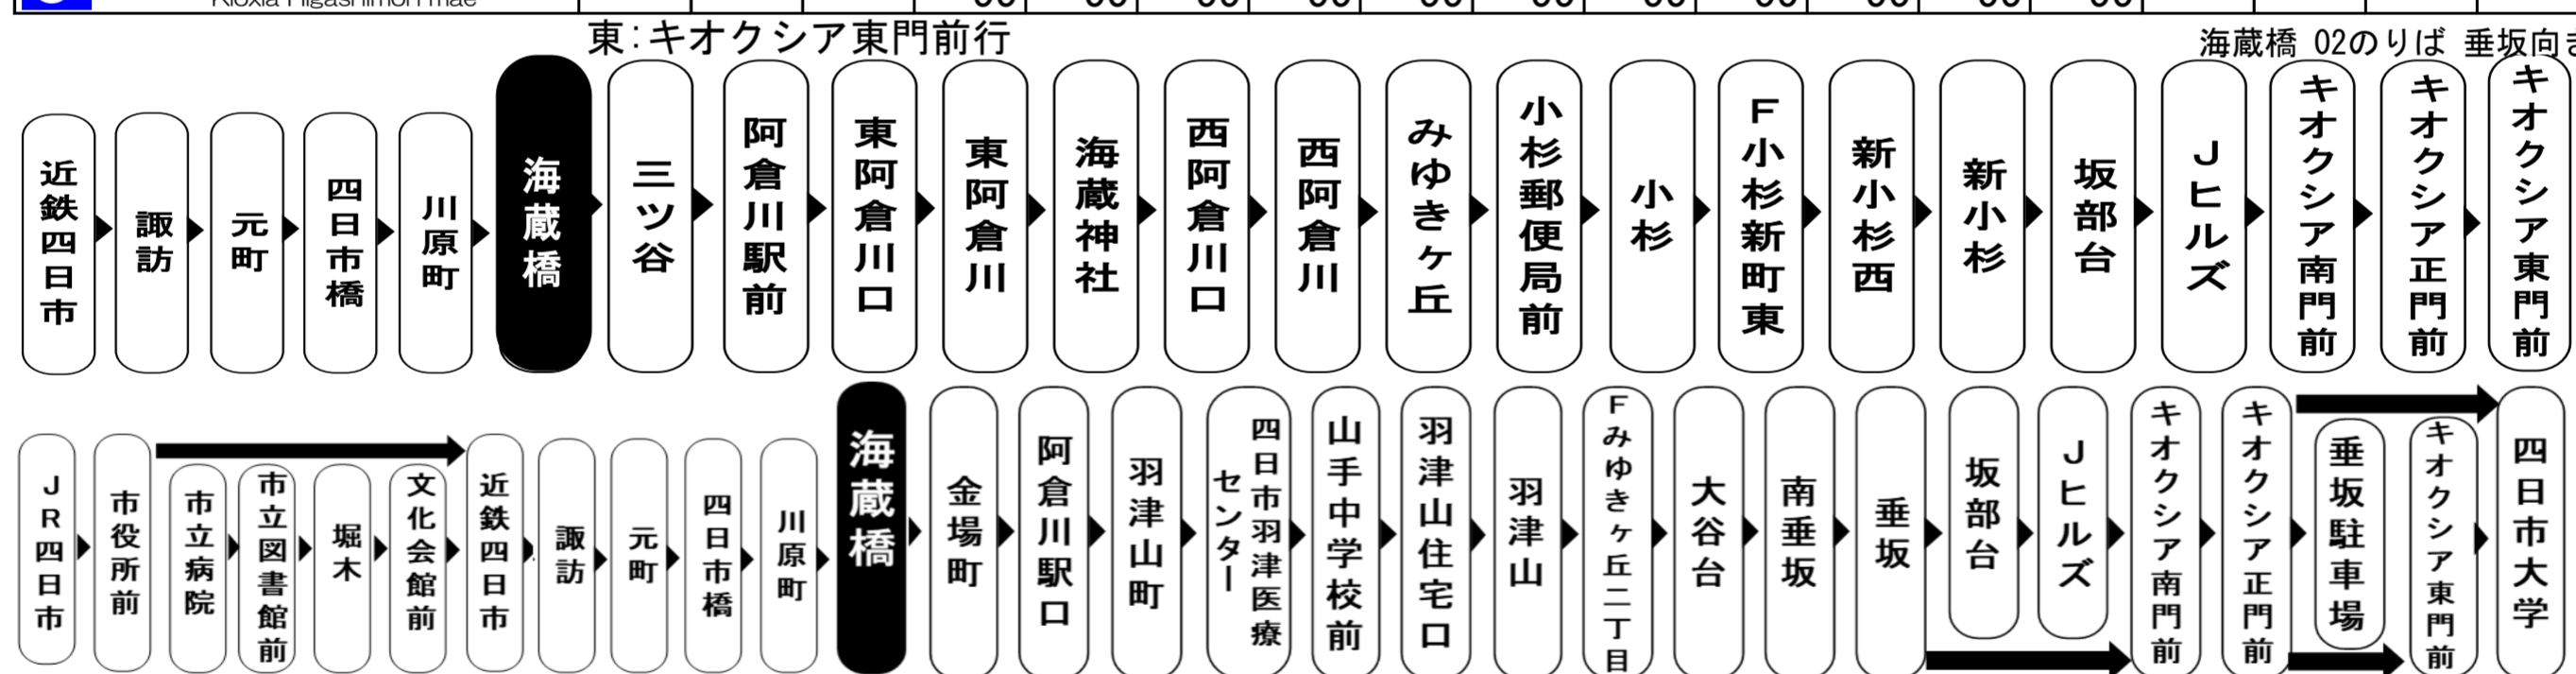 Kioxia Higashimon mae
東:キオクシア東門前行
海蔵橋 02のりば 垂坂向き
近鉄四日市
諏訪
元町
四日市橋
川原町
海蔵橋
三ツ谷
阿倉川駅前
東阿倉川口
東阿倉川
海蔵神社
西阿倉川口
西阿倉川
みゆきヶ丘
小杉郵便局前
小杉
F小杉新町東
新小杉西
新小杉
坂部台
Jヒルズ
キオクシア南門前
キオクシア正門前
キオクシア東門前
JR四日市
市役所前
市立病院
市立図書館前
堀木
文化会館前
近鉄四日市
諏訪
元町
四日市橋
川原町
海蔵橋
金場町
阿倉川駅口
羽津山町
四日市羽津医療
センター
山手中学校前
羽津山住宅口
羽津山
Fみゆきヶ丘二丁目
大谷台
南垂坂
垂坂
坂部台
Jヒルズ
キオクシア南門前
キオクシア正門前
垂坂駐車場
キオクシア東門前
四日市大学